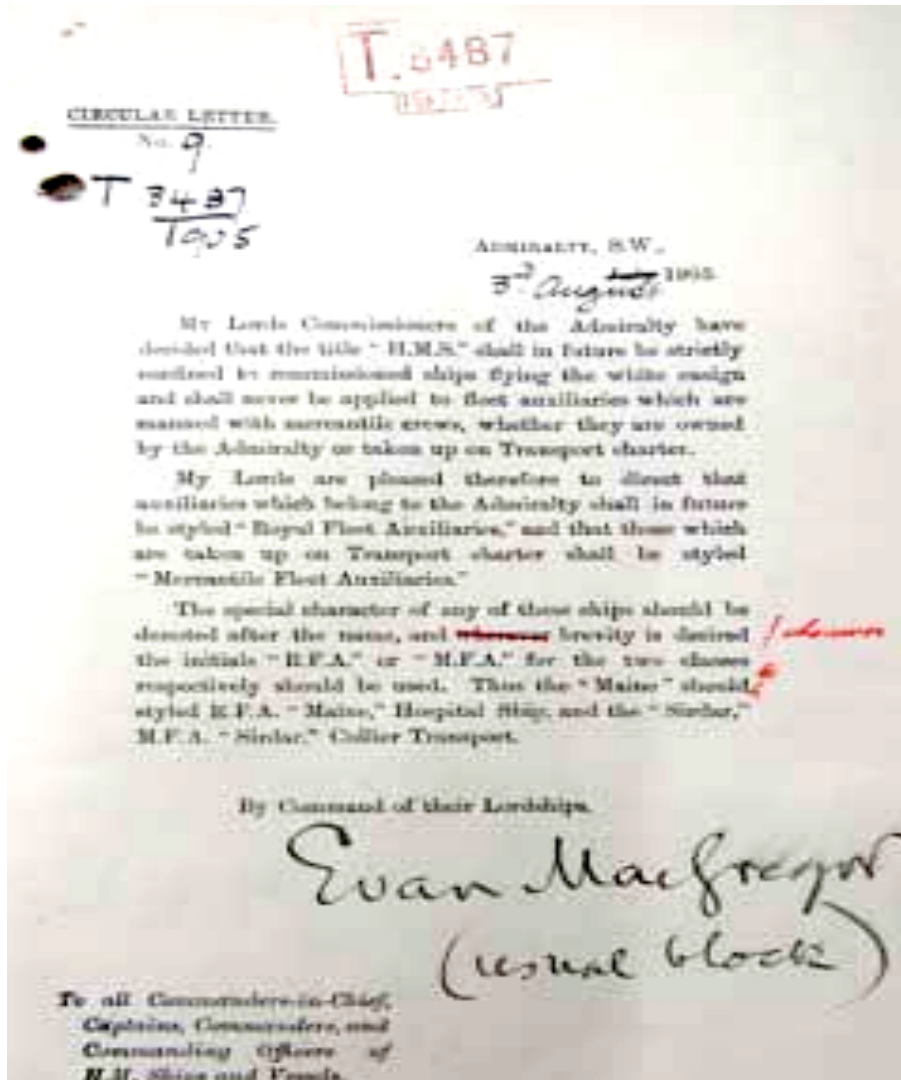 T. 3487
CIRCULAR LETTER.
No. 9.
T 3487
1905
ADMIRALTY, S.W.,
3rd August July 1905
My Lords Commissioners of the Admiralty have
decided that the title "H.M.S." shall in future be strictly
confined to commissioned ships flying the white ensign
and shall never be applied to fleet auxiliaries which are
manned with mercantile crews, whether they are owned
by the Admiralty or taken up on Transport charter.
My Lords are pleased therefore to direct that
auxiliaries which belong to the Admiralty shall in future
be styled "Royal Fleet Auxiliaries," and that those which
are taken up on Transport charter shall be styled
"Mercantile Fleet Auxiliaries."
The special character of any of these ships should be
denoted after the name, and wherever brevity is desired
the initials "R.F.A." or "M.F.A." for the two classes
respectively should be used. Thus the "Maine" should
styled R.F.A. "Maine," Hospital Ship, and the "Sirdar,"
M.F.A. "Sirdar," Collier Transport.
By Command of their Lordships.
Evan MacGregor
(usual block)
To all Commanders-in-Chief,
Captains, Commanders, and
Commanding Officers of
H.M. Ships and Vessels.